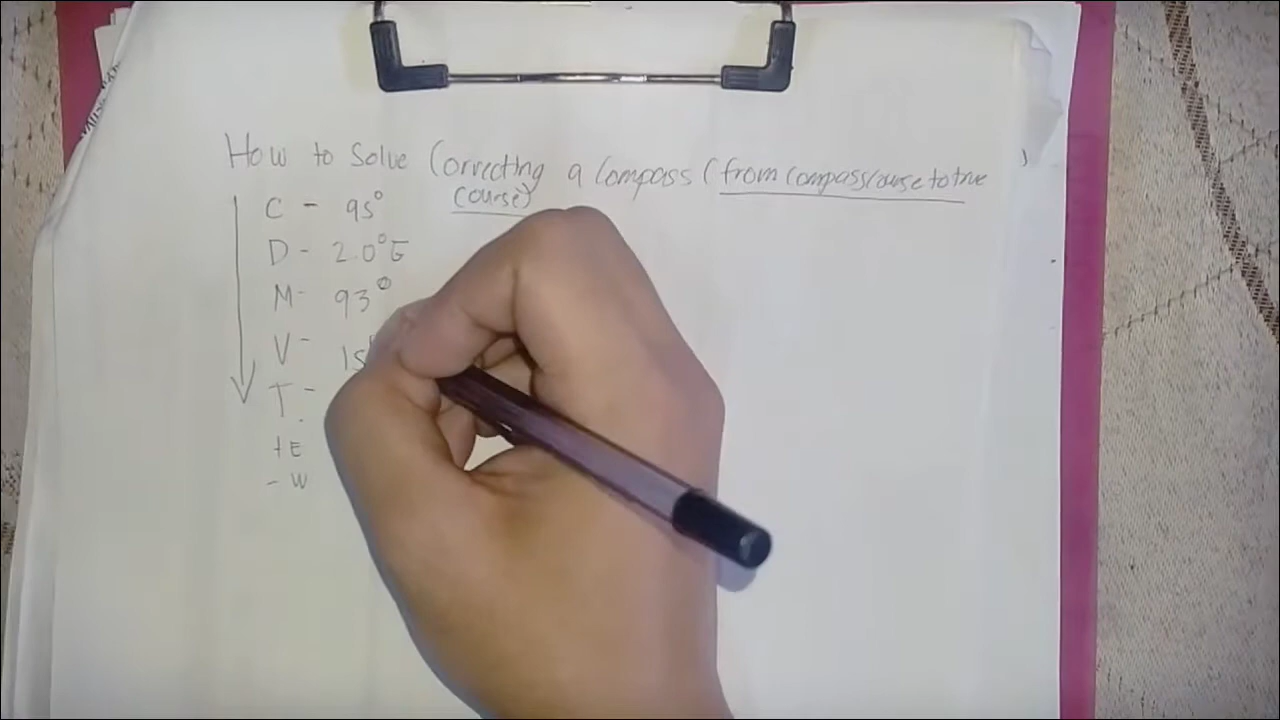 How to Solve Correcting a Compass (from compass course to true
course)
C - 95°
D - 2.0°E
M - 93°
V -
T -
+E
- W